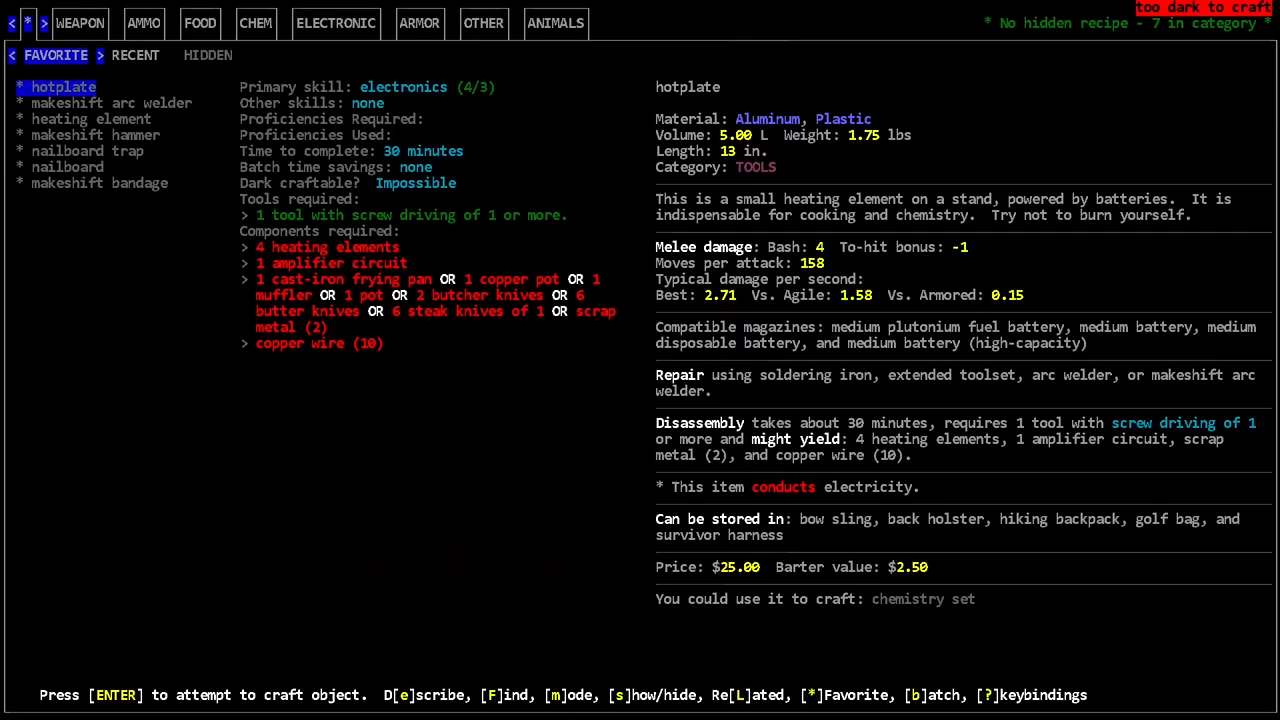 too dark to craft
< * > WEAPON AMMO FOOD CHEM ELECTRONIC ARMOR OTHER ANIMALS
* No hidden recipe - 7 in category *
< FAVORITE > RECENT HIDDEN
* hotplate
* makeshift arc welder
* heating element
* makeshift hammer
* nailboard trap
* nailboard
* makeshift bandage
Primary skill: electronics (4/3)
Other skills: none
Proficiencies Required:
Proficiencies Used:
Time to complete: 30 minutes
Batch time savings: none
Dark craftable? Impossible
Tools required:
> 1 tool with screw driving of 1 or more.
Components required:
> 4 heating elements
> 1 amplifier circuit
> 1 cast-iron frying pan OR 1 copper pot OR 1
muffler OR 1 pot OR 2 butcher knives OR 6
butter knives OR 6 steak knives of 1 OR scrap
metal (2)
> copper wire (10)
hotplate
Material: Aluminum, Plastic
Volume: 5.00 L Weight: 1.75 lbs
Length: 13 in.
Category: TOOLS
This is a small heating element on a stand, powered by batteries. It is
indispensable for cooking and chemistry. Try not to burn yourself.
Melee damage: Bash: 4 To-hit bonus: -1
Moves per attack: 158
Typical damage per second:
Best: 2.71 Vs. Agile: 1.58 Vs. Armored: 0.15
Compatible magazines: medium plutonium fuel battery, medium battery, medium
disposable battery, and medium battery (high-capacity)
Repair using soldering iron, extended toolset, arc welder, or makeshift arc
welder.
Disassembly takes about 30 minutes, requires 1 tool with screw driving of 1
or more and might yield: 4 heating elements, 1 amplifier circuit, scrap
metal (2), and copper wire (10).
* This item conducts electricity.
Can be stored in: bow sling, back holster, hiking backpack, golf bag, and
survivor harness
Price: $25.00 Barter value: $2.50
You could use it to craft: chemistry set
Press [ENTER] to attempt to craft object. D[e]scribe, [F]ind, [m]ode, [s]how/hide, Re[L]ated, [*]Favorite, [b]atch, [?]keybindings